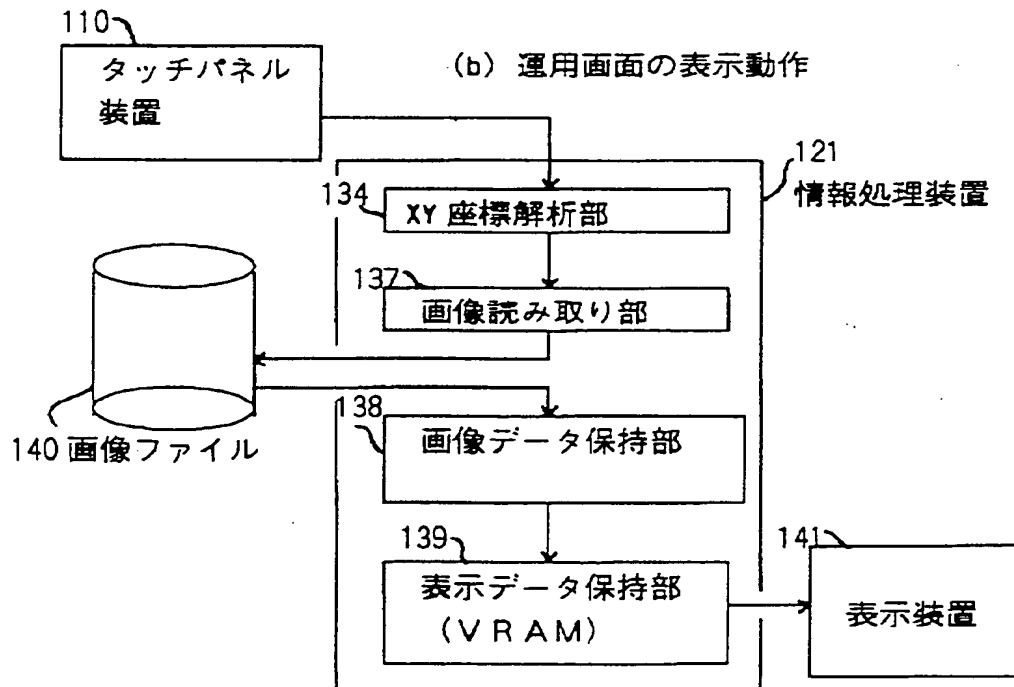 110
タッチパネル
装置
(b) 運用画面の表示動作
121
情報処理装置
134
XY 座標解析部
137
画像読み取り部
138
画像データ保持部
140 画像ファイル
139
表示データ保持部
(VRAM)
141
表示装置